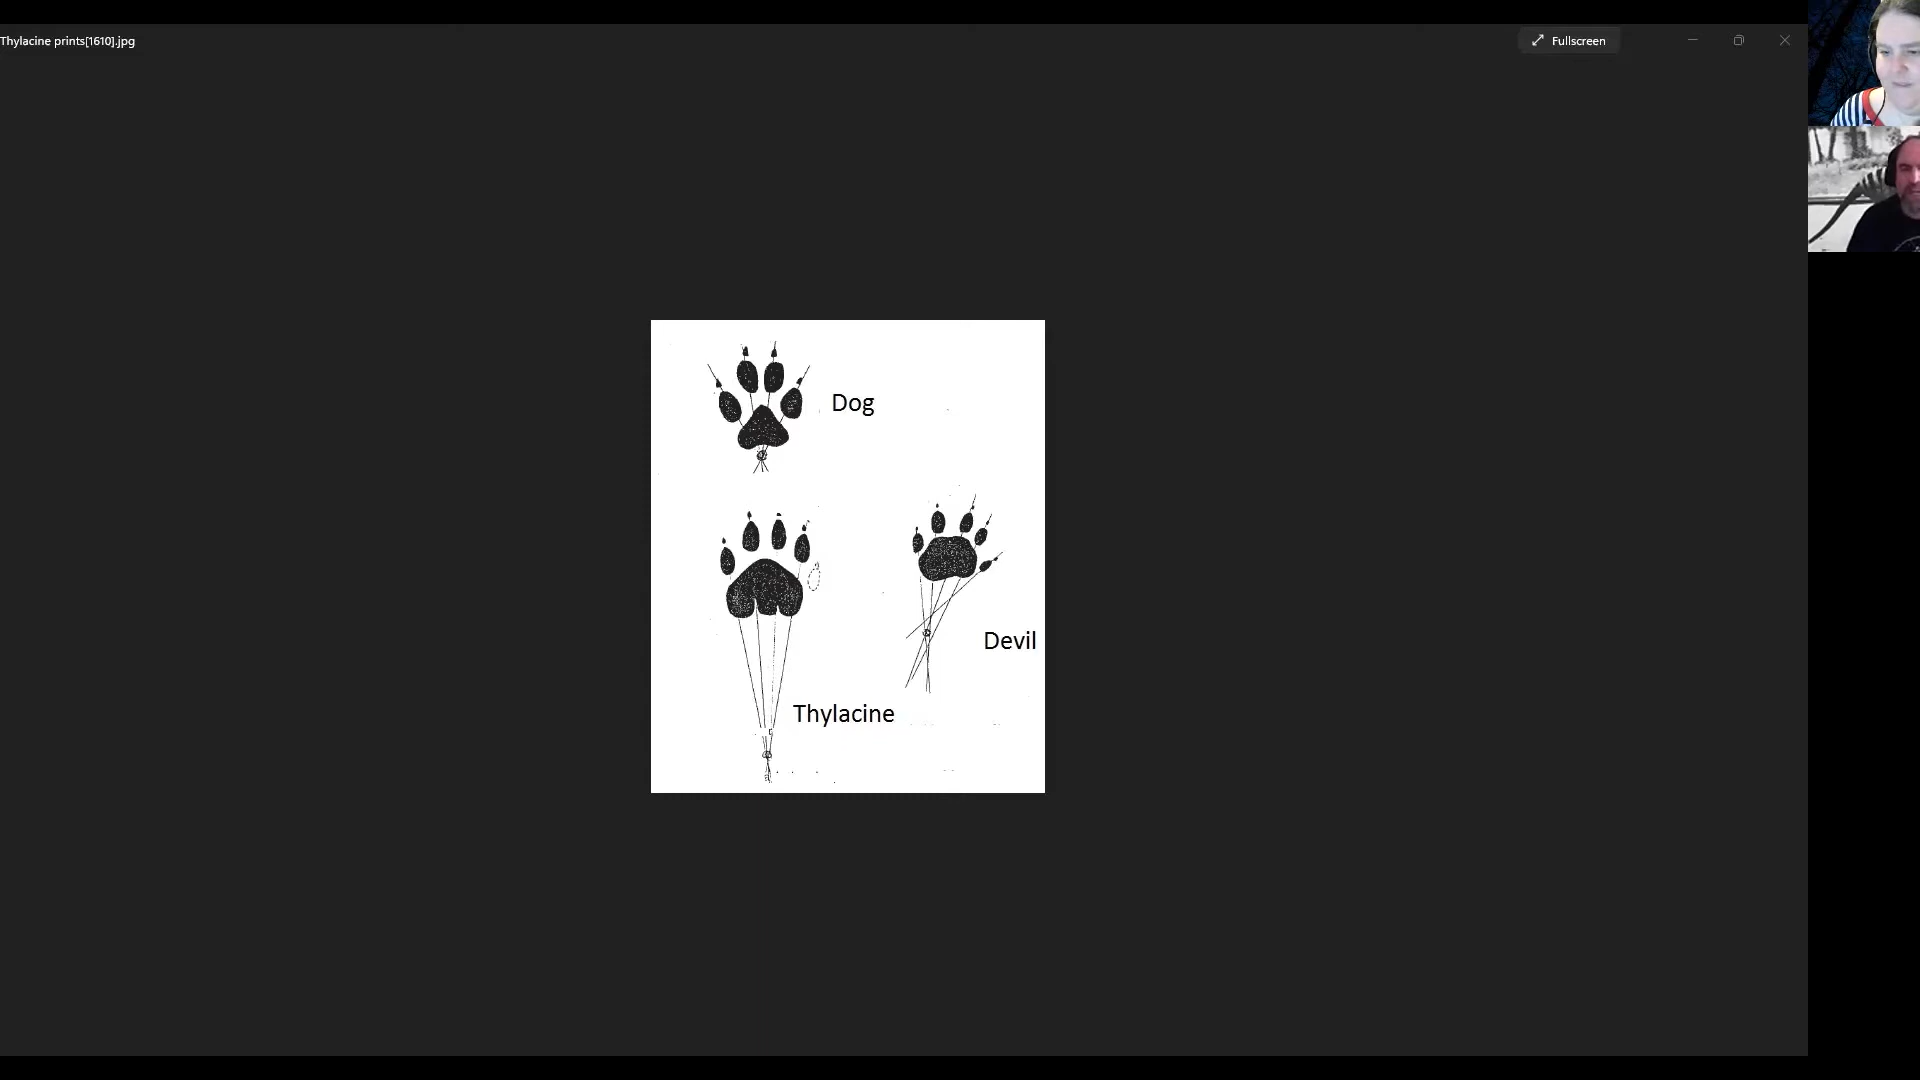 Thylacine prints[1610].jpg
Fullscreen
Dog
Devil
Thylacine